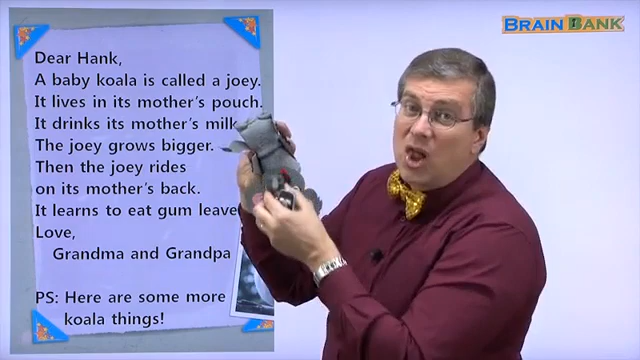 Dear Hank,
A baby koala is called a joey.
It lives in its mother's pouch.
It drinks its mother's milk
The joey grows bigger.
Then the joey rides
on its mother's back.
It learns to eat gum leave
Love,
Grandma and Grandpa
PS: Here are some more
koala things!
BRAIN BANK